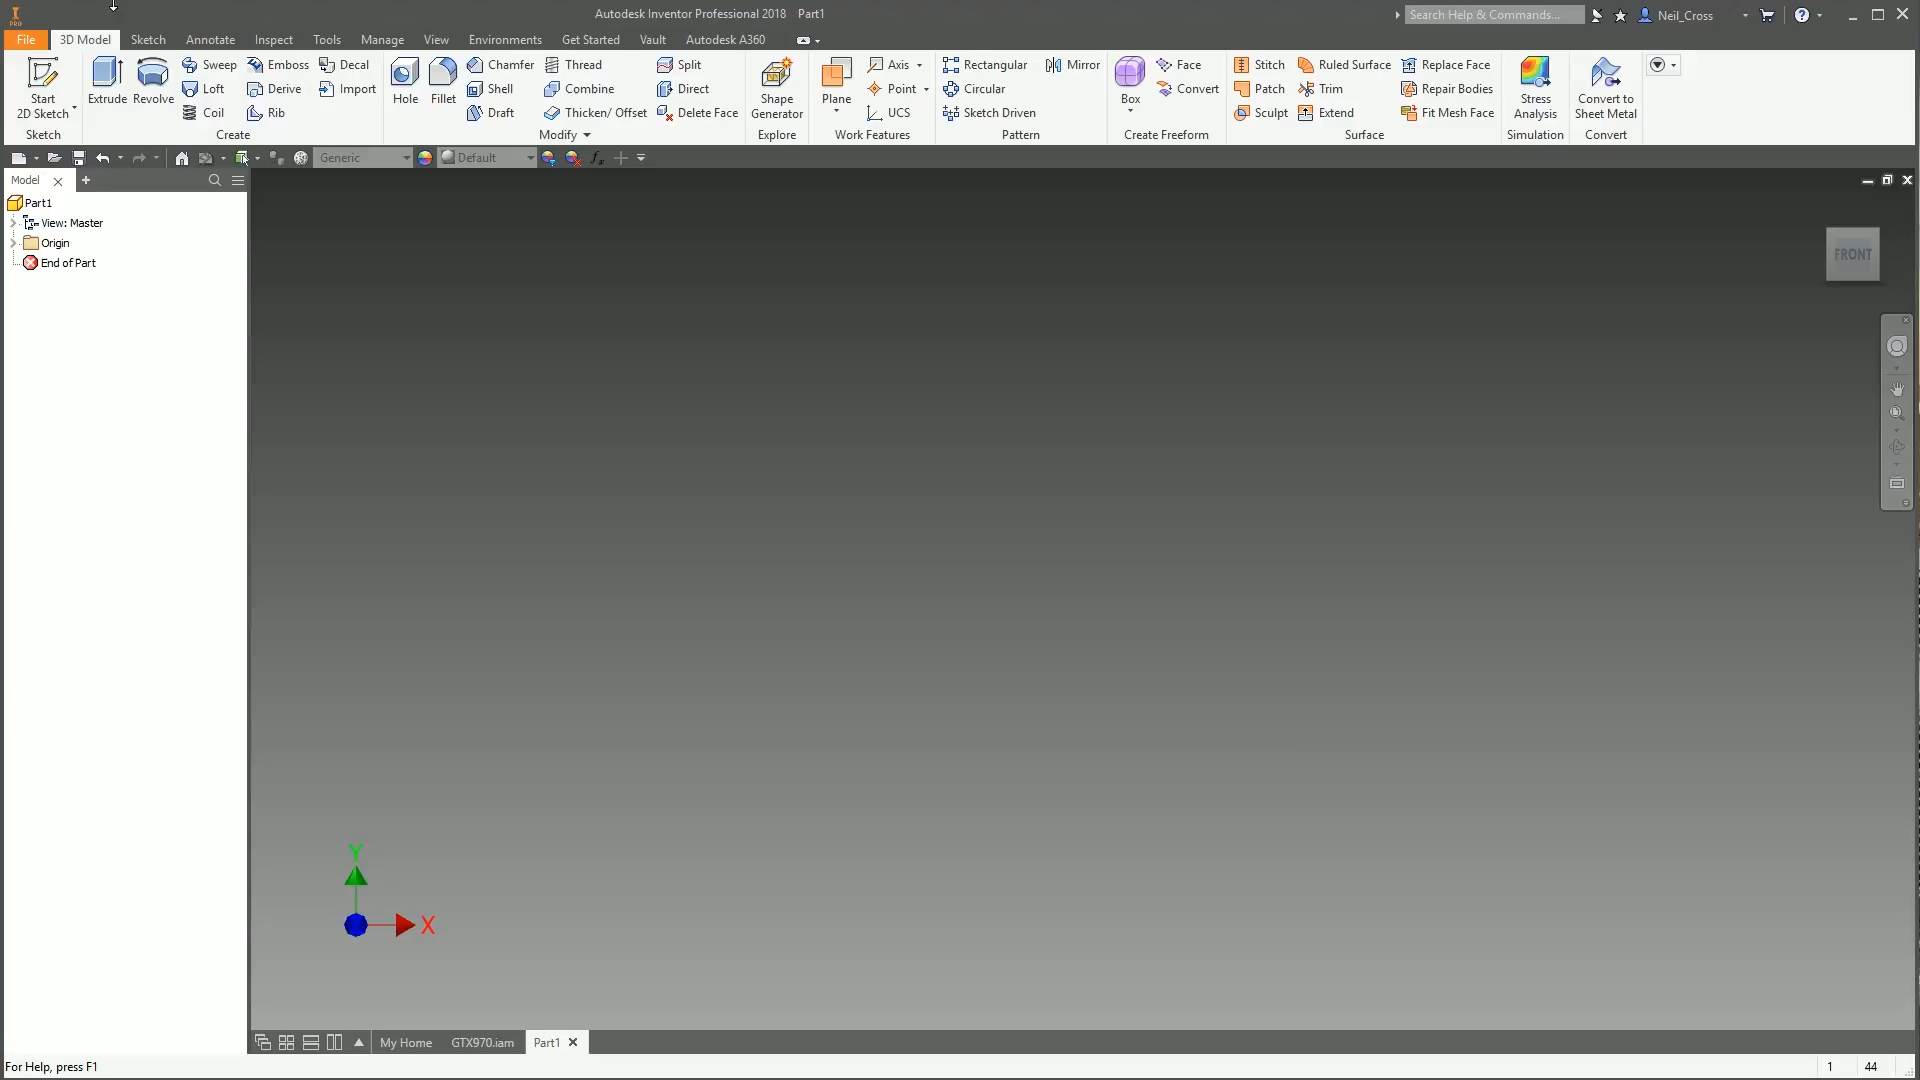 PRO
Autodesk Inventor Professional 2018 Part1
Search Help & Commands...
Neil_Cross
File 3D Model Sketch Annotate Inspect Tools Manage View Environments Get Started Vault Autodesk A360
Start
2D Sketch
Sketch
Extrude Revolve
Sweep Emboss Decal
Loft Derive Import
Coil Rib
Create
Hole Fillet
Chamfer Thread Split
Shell Combine Direct
Draft Thicken/ Offset Delete Face
Modify
Shape
Generator
Explore
Plane
Axis
Point
UCS
Work Features
Rectangular Mirror
Circular
Sketch Driven
Pattern
Box
Face
Convert
Create Freeform
Stitch Ruled Surface Replace Face
Patch Trim Repair Bodies
Sculpt Extend Fit Mesh Face
Surface
Stress
Analysis
Simulation
Convert to
Sheet Metal
Convert
Generic
Default
fx
Model
Part1
View: Master
Origin
End of Part
FRONT
Y
X
My Home GTX970.iam Part1
For Help, press F1
1 44